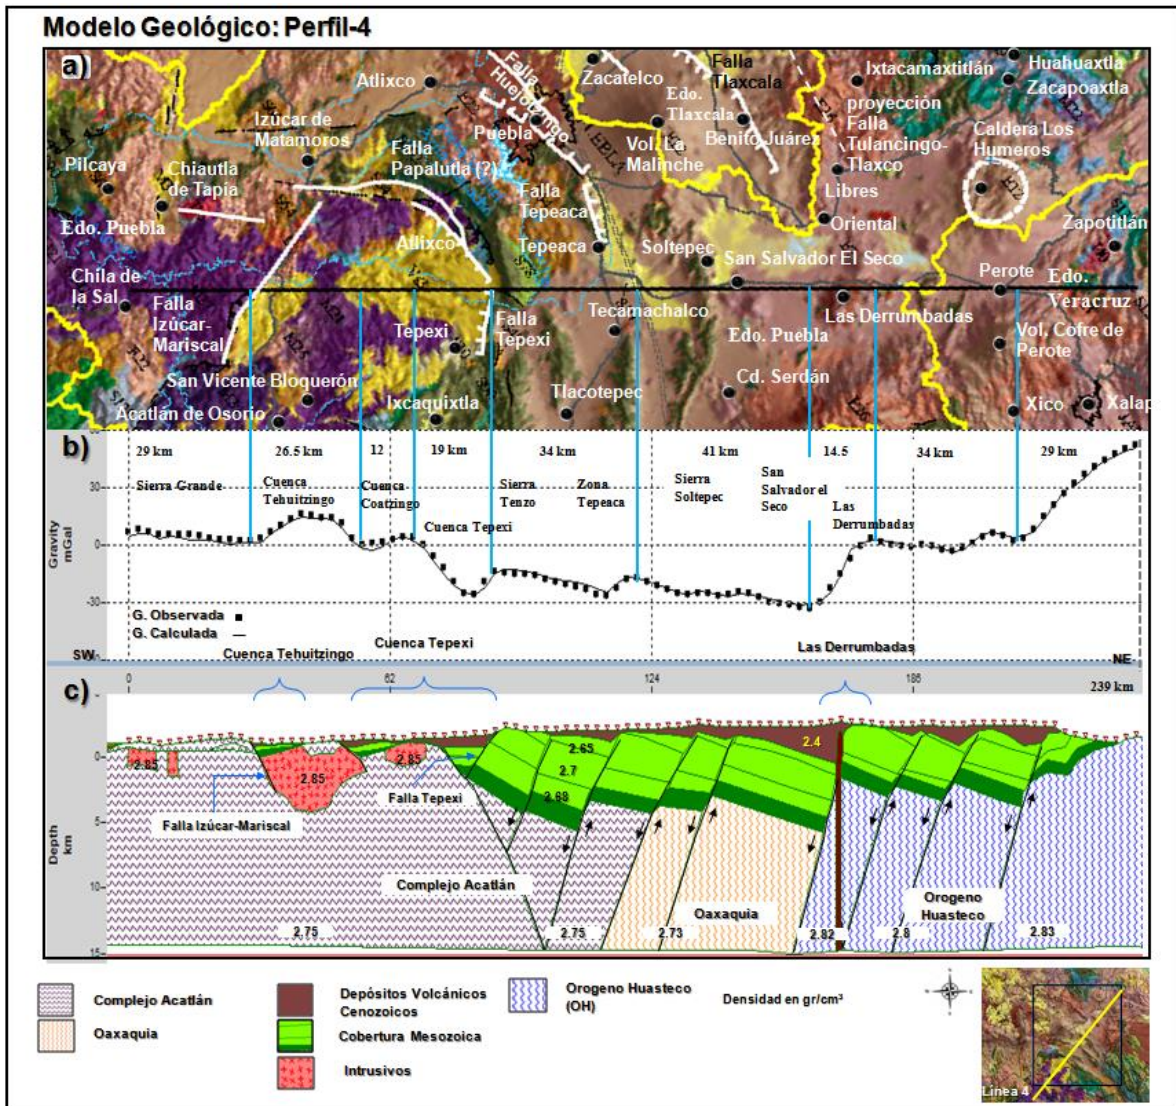 Modelo Geológico: Perfil-4
a)
Atlixco
Zacatelco
Falla Huejotzingo
Falla
Tlaxcala
Ixtacamaxtitlán
Huahuaxtla
Zacapoaxtla
Izúcar de
Matamoros
Puebla
Edo.
Tlaxcala
Benito Juárez
proyección
Falla
Tulancingo-
Tlaxco
Caldera Los
Humeros
Pilcaya
Chiautla
de Tapia
Falla
Papalutla (?)
Vol. La
Malinche
Falla
Tepeaca
Libres
Edo. Puebla
Oriental
Zapotitlán
Atlixco
Tepeaca
Soltepec
San Salvador El Seco
Chila de
la Sal
Perote
Edo.
Veracruz
Falla
Izúcar-
Mariscal
Tepexi
Falla
Tepexi
Tecamachalco
Edo. Puebla
Las Derrumbadas
Vol. Cofre de
Perote
San Vicente Bloquerón
Cd. Serdán
Acatlán de Osorio
Ixcaquixtla
Tlacotepec
Xico
Xalap
b)
29 km
26.5 km
12
19 km
34 km
41 km
14.5
34 km
29 km
Sierra Grande
Cuenca
Tehuitzingo
Cuenca
Coatzingo
Cuenca Tepexi
Sierra
Tenzo
Zona
Tepeaca
Sierra
Soltepec
San
Salvador el
Seco
Las
Derrumbadas
Gravity
mGal
30
0
-30
G. Observada
G. Calculada
SW
Cuenca Tehuitzingo
Cuenca Tepexi
Las Derrumbadas
NE
c)
0
62
124
186
239 km
Depth
km
0
5
10
15
2.85
2.85
2.85
2.65
2.7
2.68
2.4
Falla Tepexi
Falla Izúcar-Mariscal
Complejo Acatlán
Oaxaquia
Orogeno
Huasteco
2.75
2.75
2.73
2.82
2.8
2.83
Complejo Acatlán
Oaxaquia
Depósitos Volcánicos
Cenozoicos
Cobertura Mesozoica
Intrusivos
Orogeno Huasteco
(OH)
Densidad en gr/cm³
Línea 4